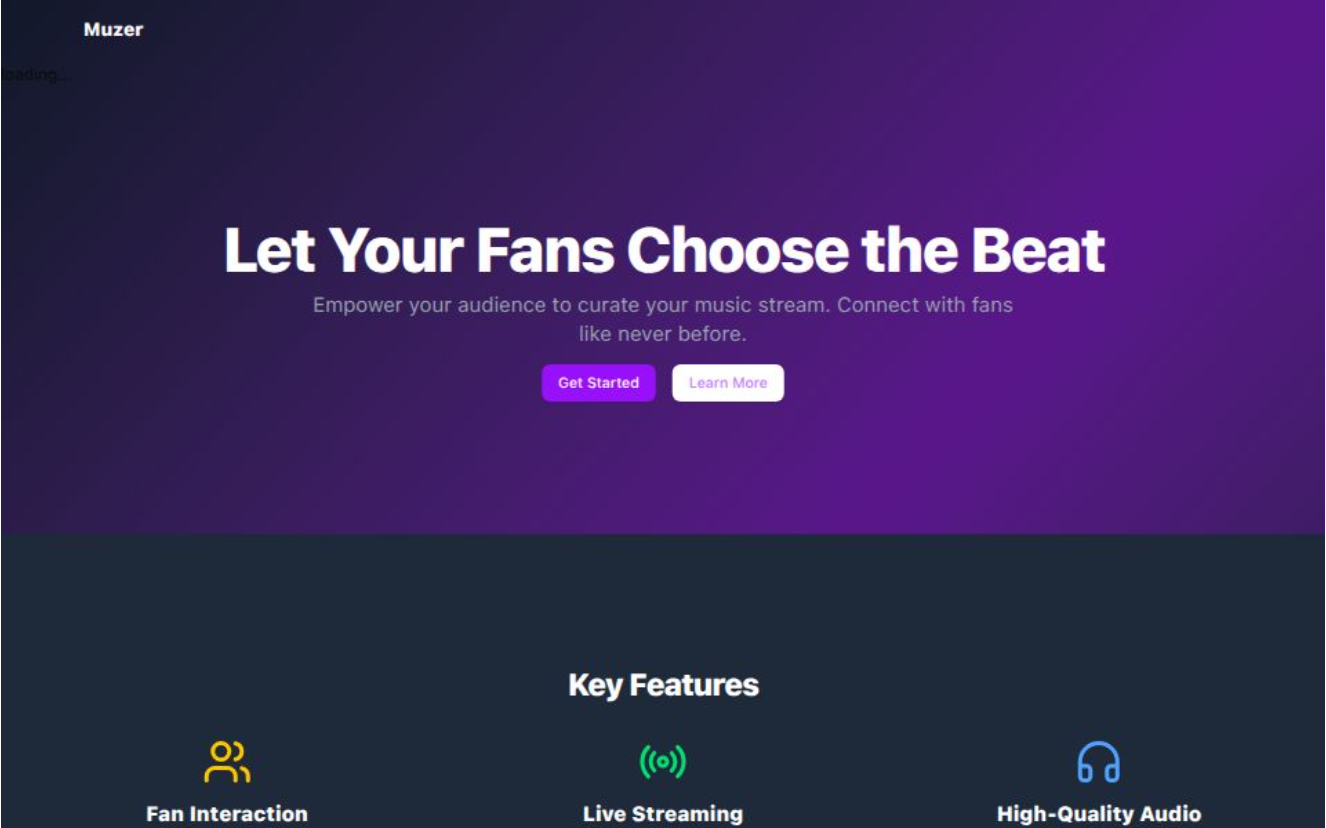 Muzer
loading...
Let Your Fans Choose the Beat
Empower your audience to curate your music stream. Connect with fans
like never before.
Get Started
Learn More
Key Features
Fan Interaction
Live Streaming
High-Quality Audio